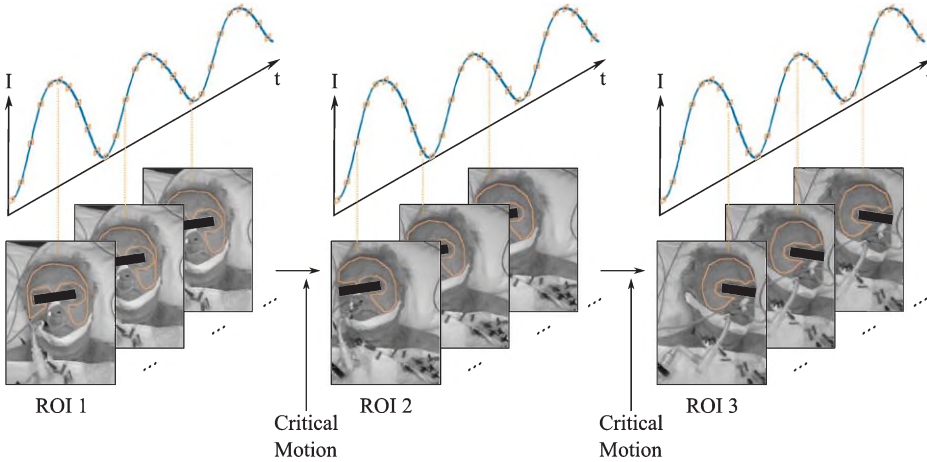 I
t
I
t
I
t
...
...
...
...
...
...
ROI 1
ROI 2
ROI 3
Critical
Motion
Critical
Motion